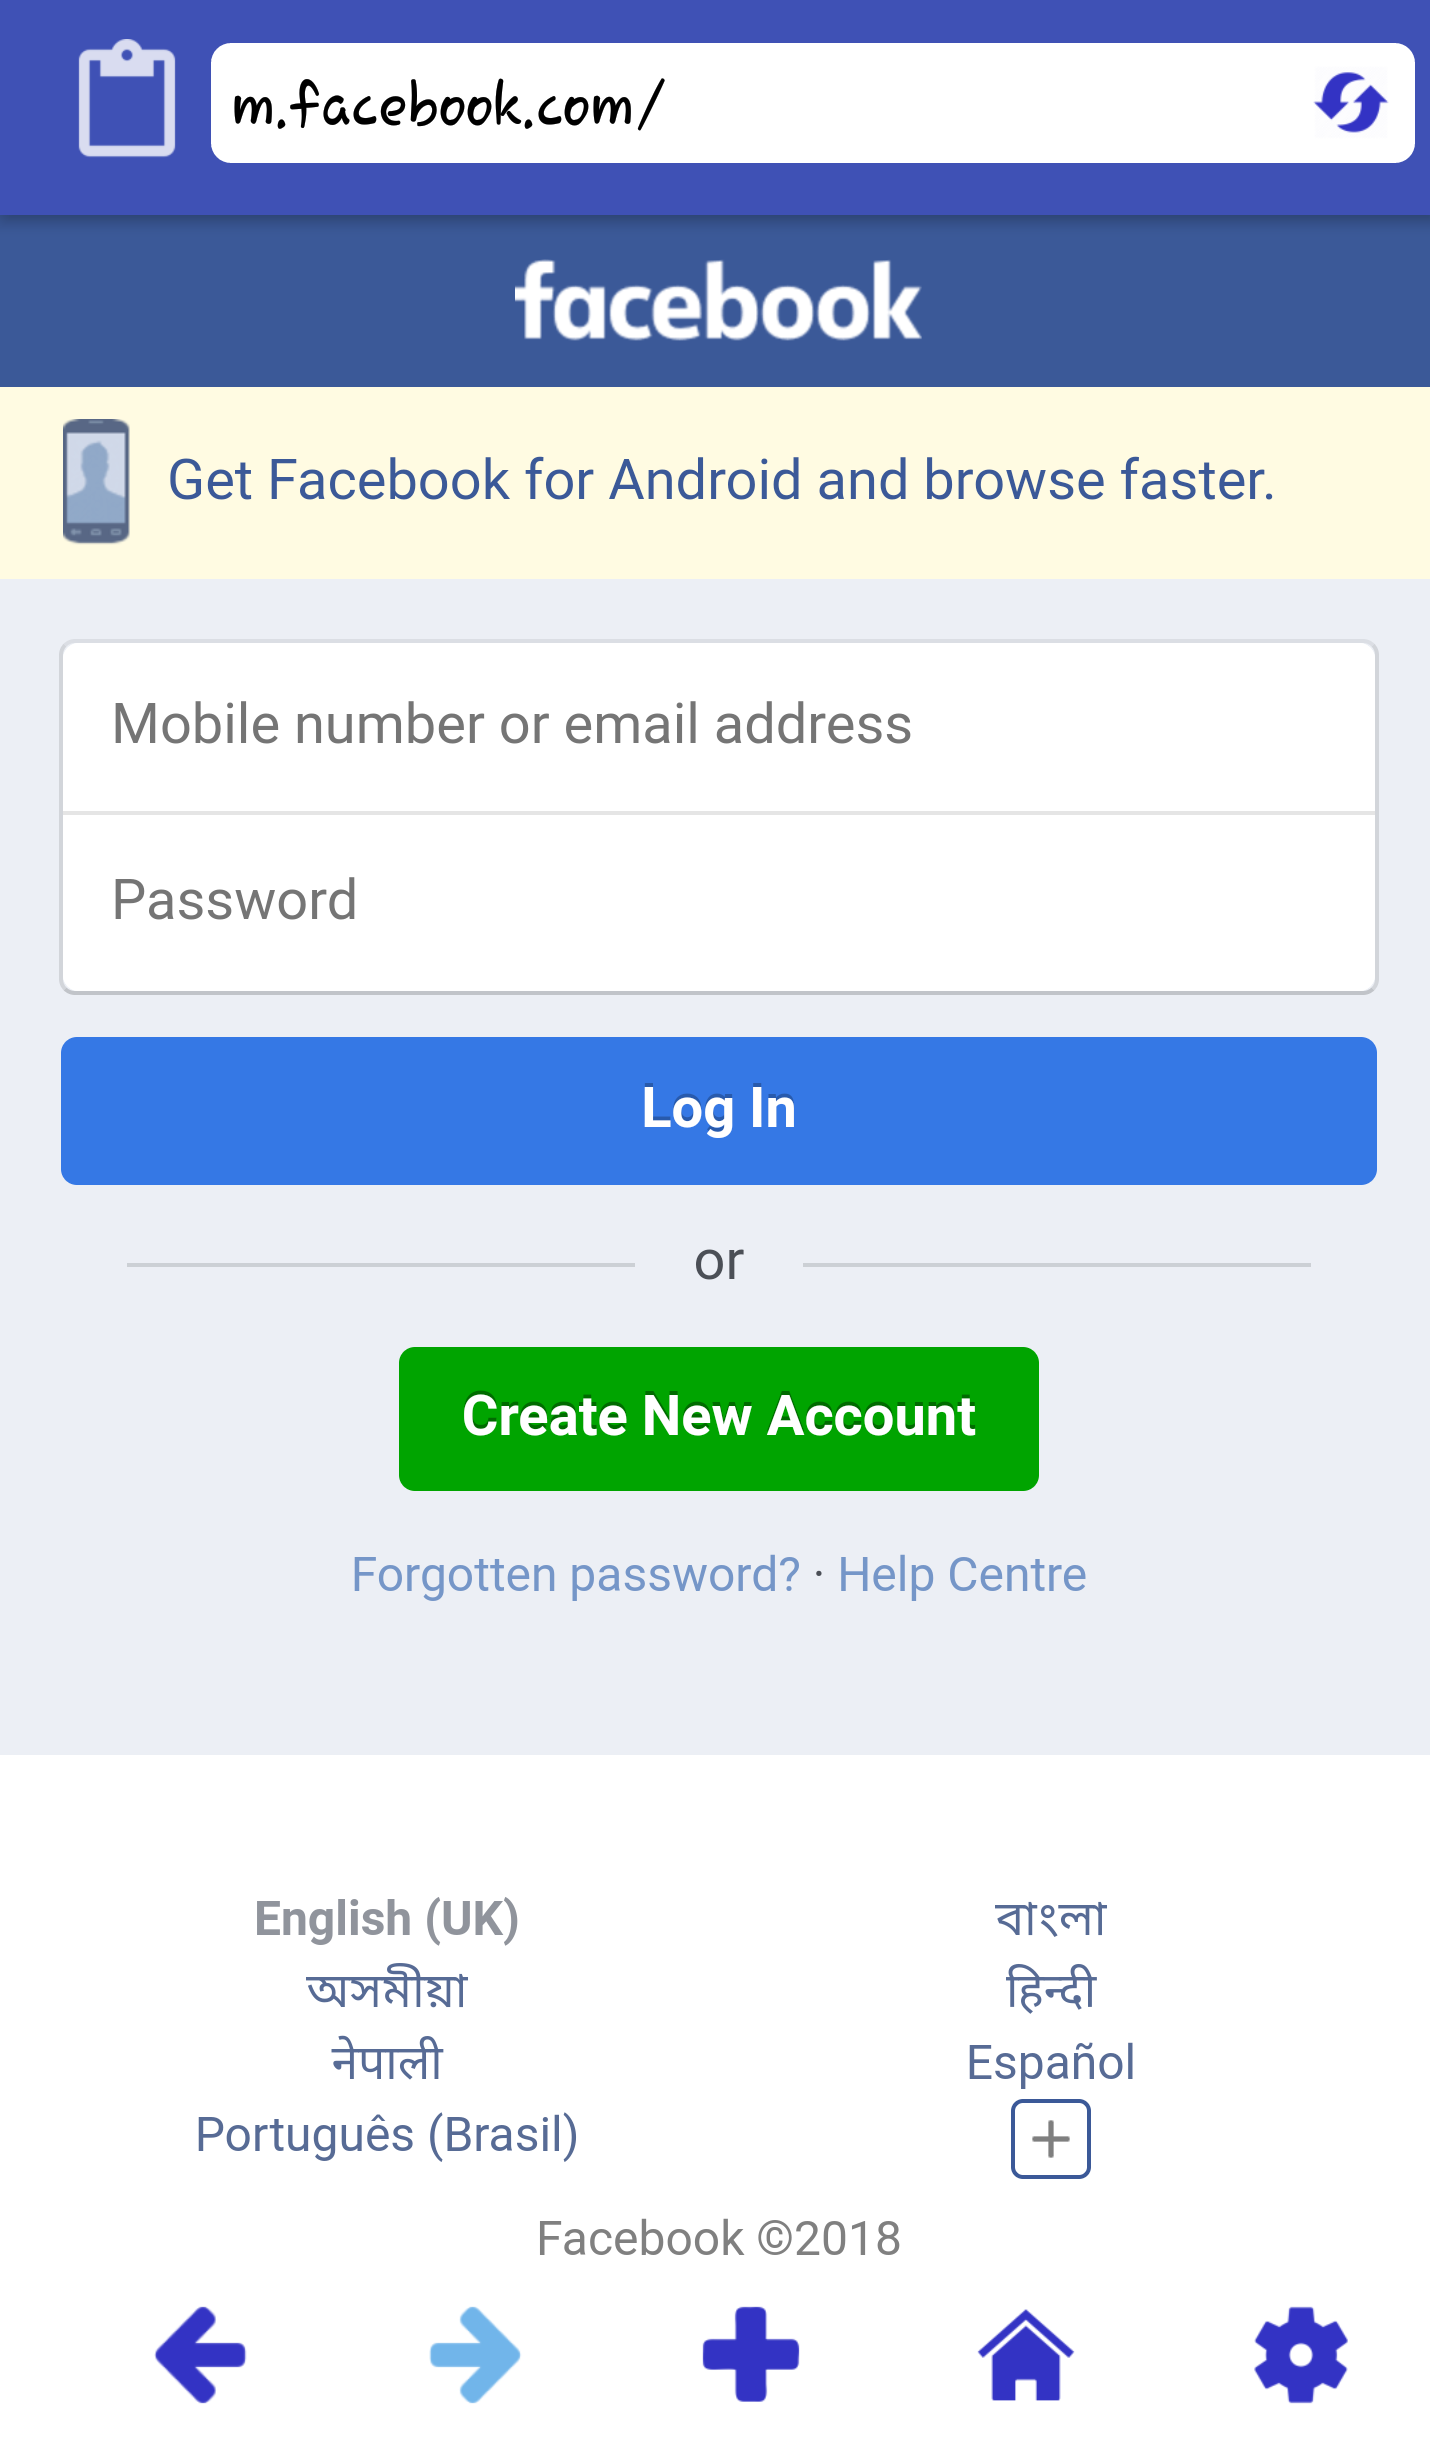 m.facebook.com/
facebook
Get Facebook for Android and browse faster.
Mobile number or email address
Password
Log In
or
Create New Account
Forgotten password? · Help Centre
English (UK)
বাংলা
অসমীয়া
हिन्दी
नेपाली
Español
Português (Brasil)
+
Facebook ©2018